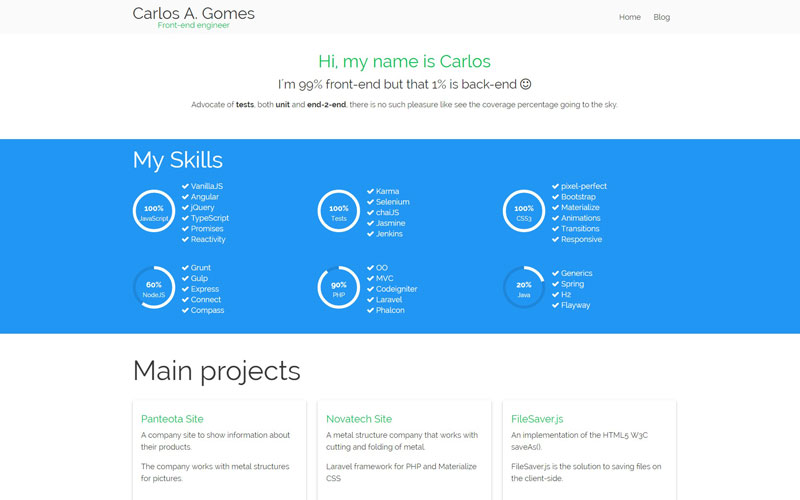 Carlos A. Gomes
Front-end engineer
Home
Blog
Hi, my name is Carlos
I´m 99% front-end but that 1% is back-end
Advocate of tests, both unit and end-2-end, there is no such pleasure like see the coverage percentage going to the sky.
My Skills
100%
JavaScript
VanillaJS
Angular
jQuery
TypeScript
Promises
Reactivity
100%
Tests
Karma
Selenium
chaiJS
Jasmine
Jenkins
100%
CSS3
pixel-perfect
Bootstrap
Materialize
Animations
Transitions
Responsive
60%
NodeJS
Grunt
Gulp
Express
Connect
Compass
90%
PHP
OO
MVC
Codeigniter
Laravel
Phalcon
20%
Java
Generics
Spring
H2
Flayway
Main projects
Panteota Site
A company site to show information about
their products.
The company works with metal structures
for pictures.
Novatech Site
A metal structure company that works with
cutting and folding of metal.
Laravel framework for PHP and Materialize
CSS
FileSaver.js
An implementation of the HTML5 W3C
saveAs().
FileSaver.js is the solution to saving files on
the client-side.